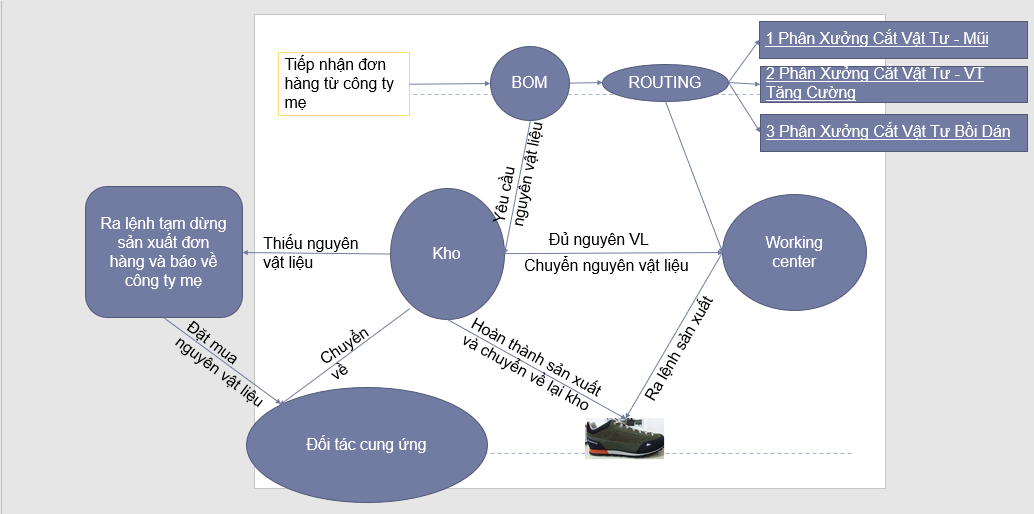 Tiếp nhận đơn
hàng từ công ty
mẹ
BOM
ROUTING
1 Phân Xưởng Cắt Vật Tư - Mũi
2 Phân Xưởng Cắt Vật Tư - VT
Tăng Cường
3 Phân Xưởng Cắt Vật Tư Bồi Dán
Yêu cầu
nguyên vật liệu
Ra lệnh tạm dừng
sản xuất đơn
hàng và báo về
công ty mẹ
Thiếu nguyên
vật liệu
Kho
Đủ nguyên VL
Chuyển nguyên vật liệu
Working
center
Đặt mua
nguyên vật liệu
Chuyển
về
Hoàn thành sản xuất
và chuyển về lại kho
Ra lệnh sản xuất
Đối tác cung ứng